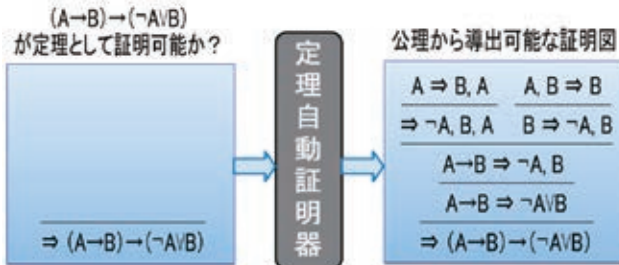 (A→B)→(¬A∨B)
が定理として証明可能か？
⇒ (A→B)→(¬A∨B)
定理自動証明器
公理から導出可能な証明図
A ⇒ B, A A, B ⇒ B
⇒ ¬A, B, A B ⇒ ¬A, B
A→B ⇒ ¬A, B
A→B ⇒ ¬A∨B
⇒ (A→B)→(¬A∨B)